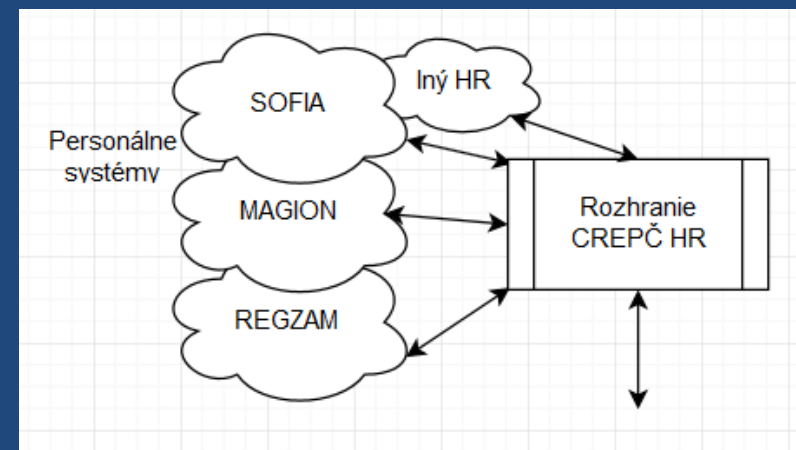 Personálne
systémy
SOFIA
Iný HR
MAGION
REGZAM
Rozhranie
CREPČ HR